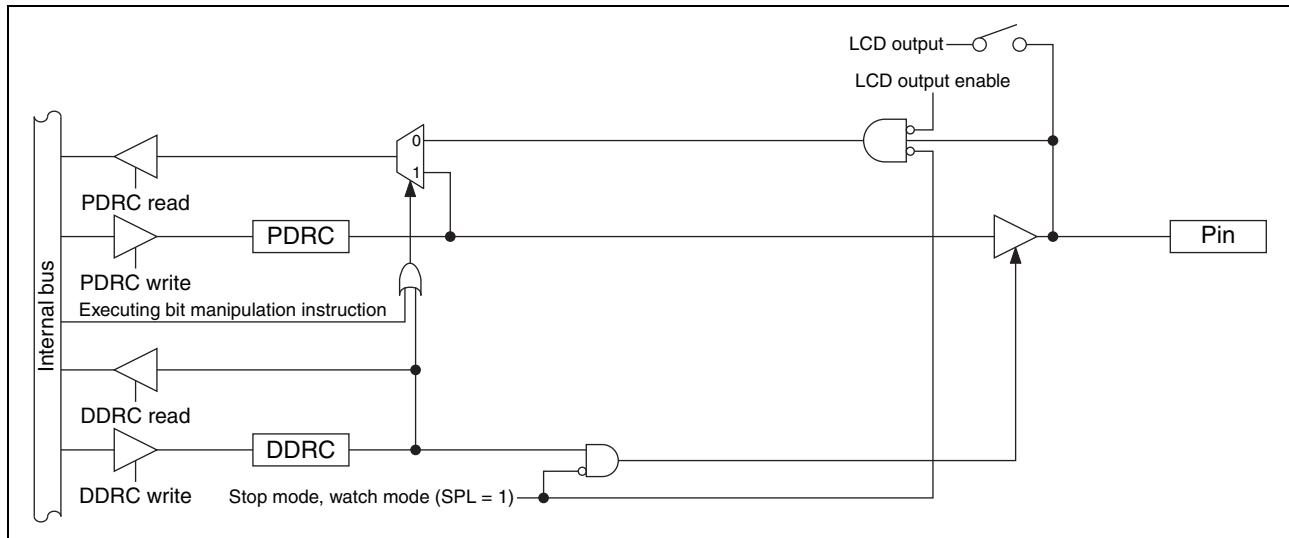 LCD output
LCD output enable
0
1
PDRC read
PDRC
Pin
PDRC write
Executing bit manipulation instruction
Internal bus
DDRC read
DDRC
Stop mode, watch mode (SPL = 1)
DDRC write